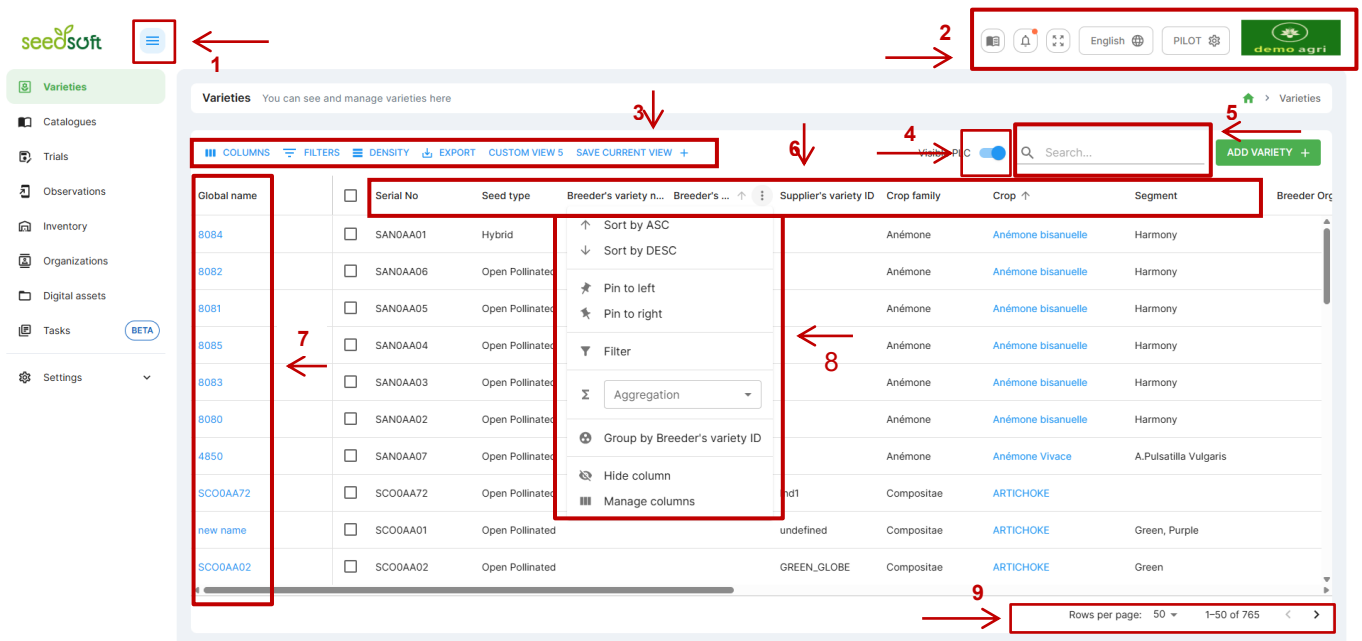 seedsoft
1
2
English
PILOT
demo agri
Varieties
Catalogues
Trials
Observations
Inventory
Organizations
Digital assets
Tasks
BETA
Settings
Varieties You can see and manage varieties here
Varieties
3
4
5
6
COLUMNS FILTERS DENSITY EXPORT CUSTOM VIEW 5 SAVE CURRENT VIEW +
Visible PLC
Search...
ADD VARIETY +
Global name Serial No Seed type Breeder's variety n... Breeder's ... Supplier's variety ID Crop family Crop Segment Breeder Org
8084 SAN0AA01 Hybrid Anémone Anémone bisanuelle Harmony
8082 SAN0AA06 Open Pollinated Anémone Anémone bisanuelle Harmony
8081 SAN0AA05 Open Pollinated Anémone Anémone bisanuelle Harmony
8085 SAN0AA04 Open Pollinated Anémone Anémone bisanuelle Harmony
8083 SAN0AA03 Open Pollinated Anémone Anémone bisanuelle Harmony
8080 SAN0AA02 Open Pollinated Anémone Anémone bisanuelle Harmony
4850 SAN0AA07 Open Pollinated Anémone Anémone Vivace A.Pulsatilla Vulgaris
SCO0AA72 SCO0AA72 Open Pollinated Compositae ARTICHOKE
new name SCO0AA01 Open Pollinated undefined Compositae ARTICHOKE Green, Purple
SCO0AA02 SCO0AA02 Open Pollinated GREEN_GLOBE Compositae ARTICHOKE Green
7
Sort by ASC
Sort by DESC
Pin to left
Pin to right
Filter
Aggregation
Group by Breeder's variety ID
Hide column
Manage columns
8
9
Rows per page: 50 1–50 of 765